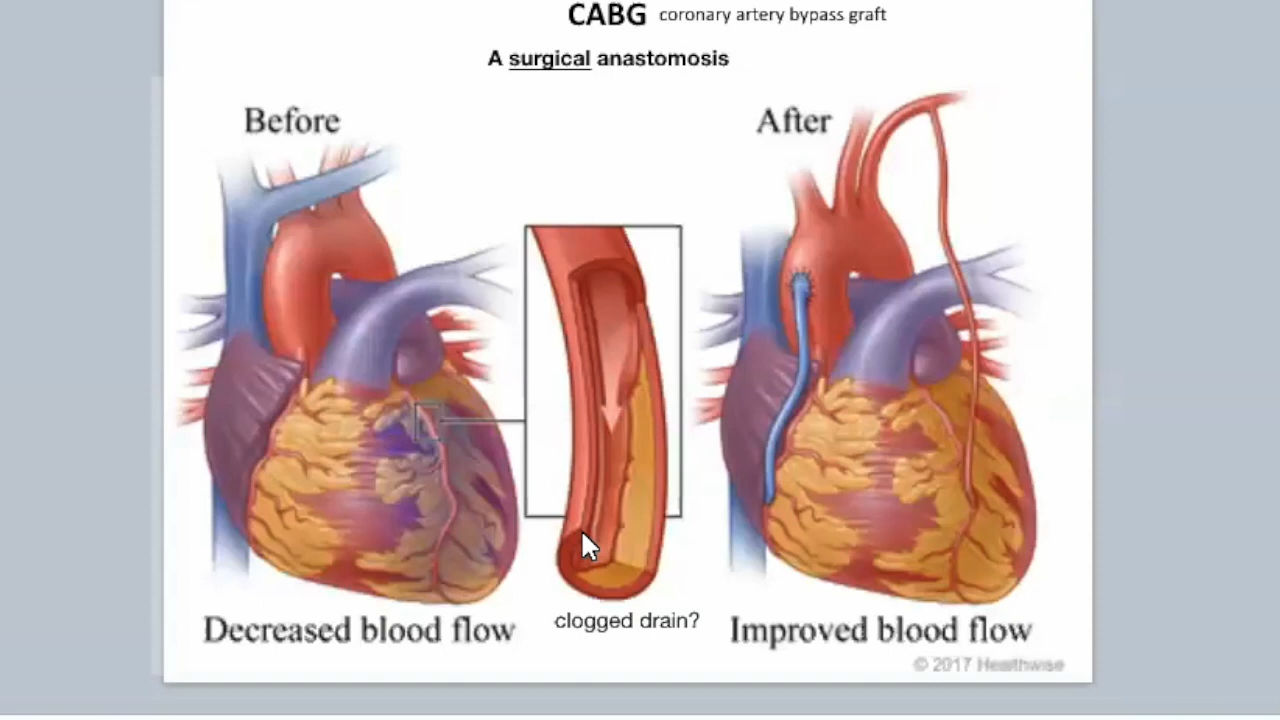 CABG coronary artery bypass graft
A surgical anastomosis
Before
After
clogged drain?
Decreased blood flow
Improved blood flow
© 2017 Healthwise